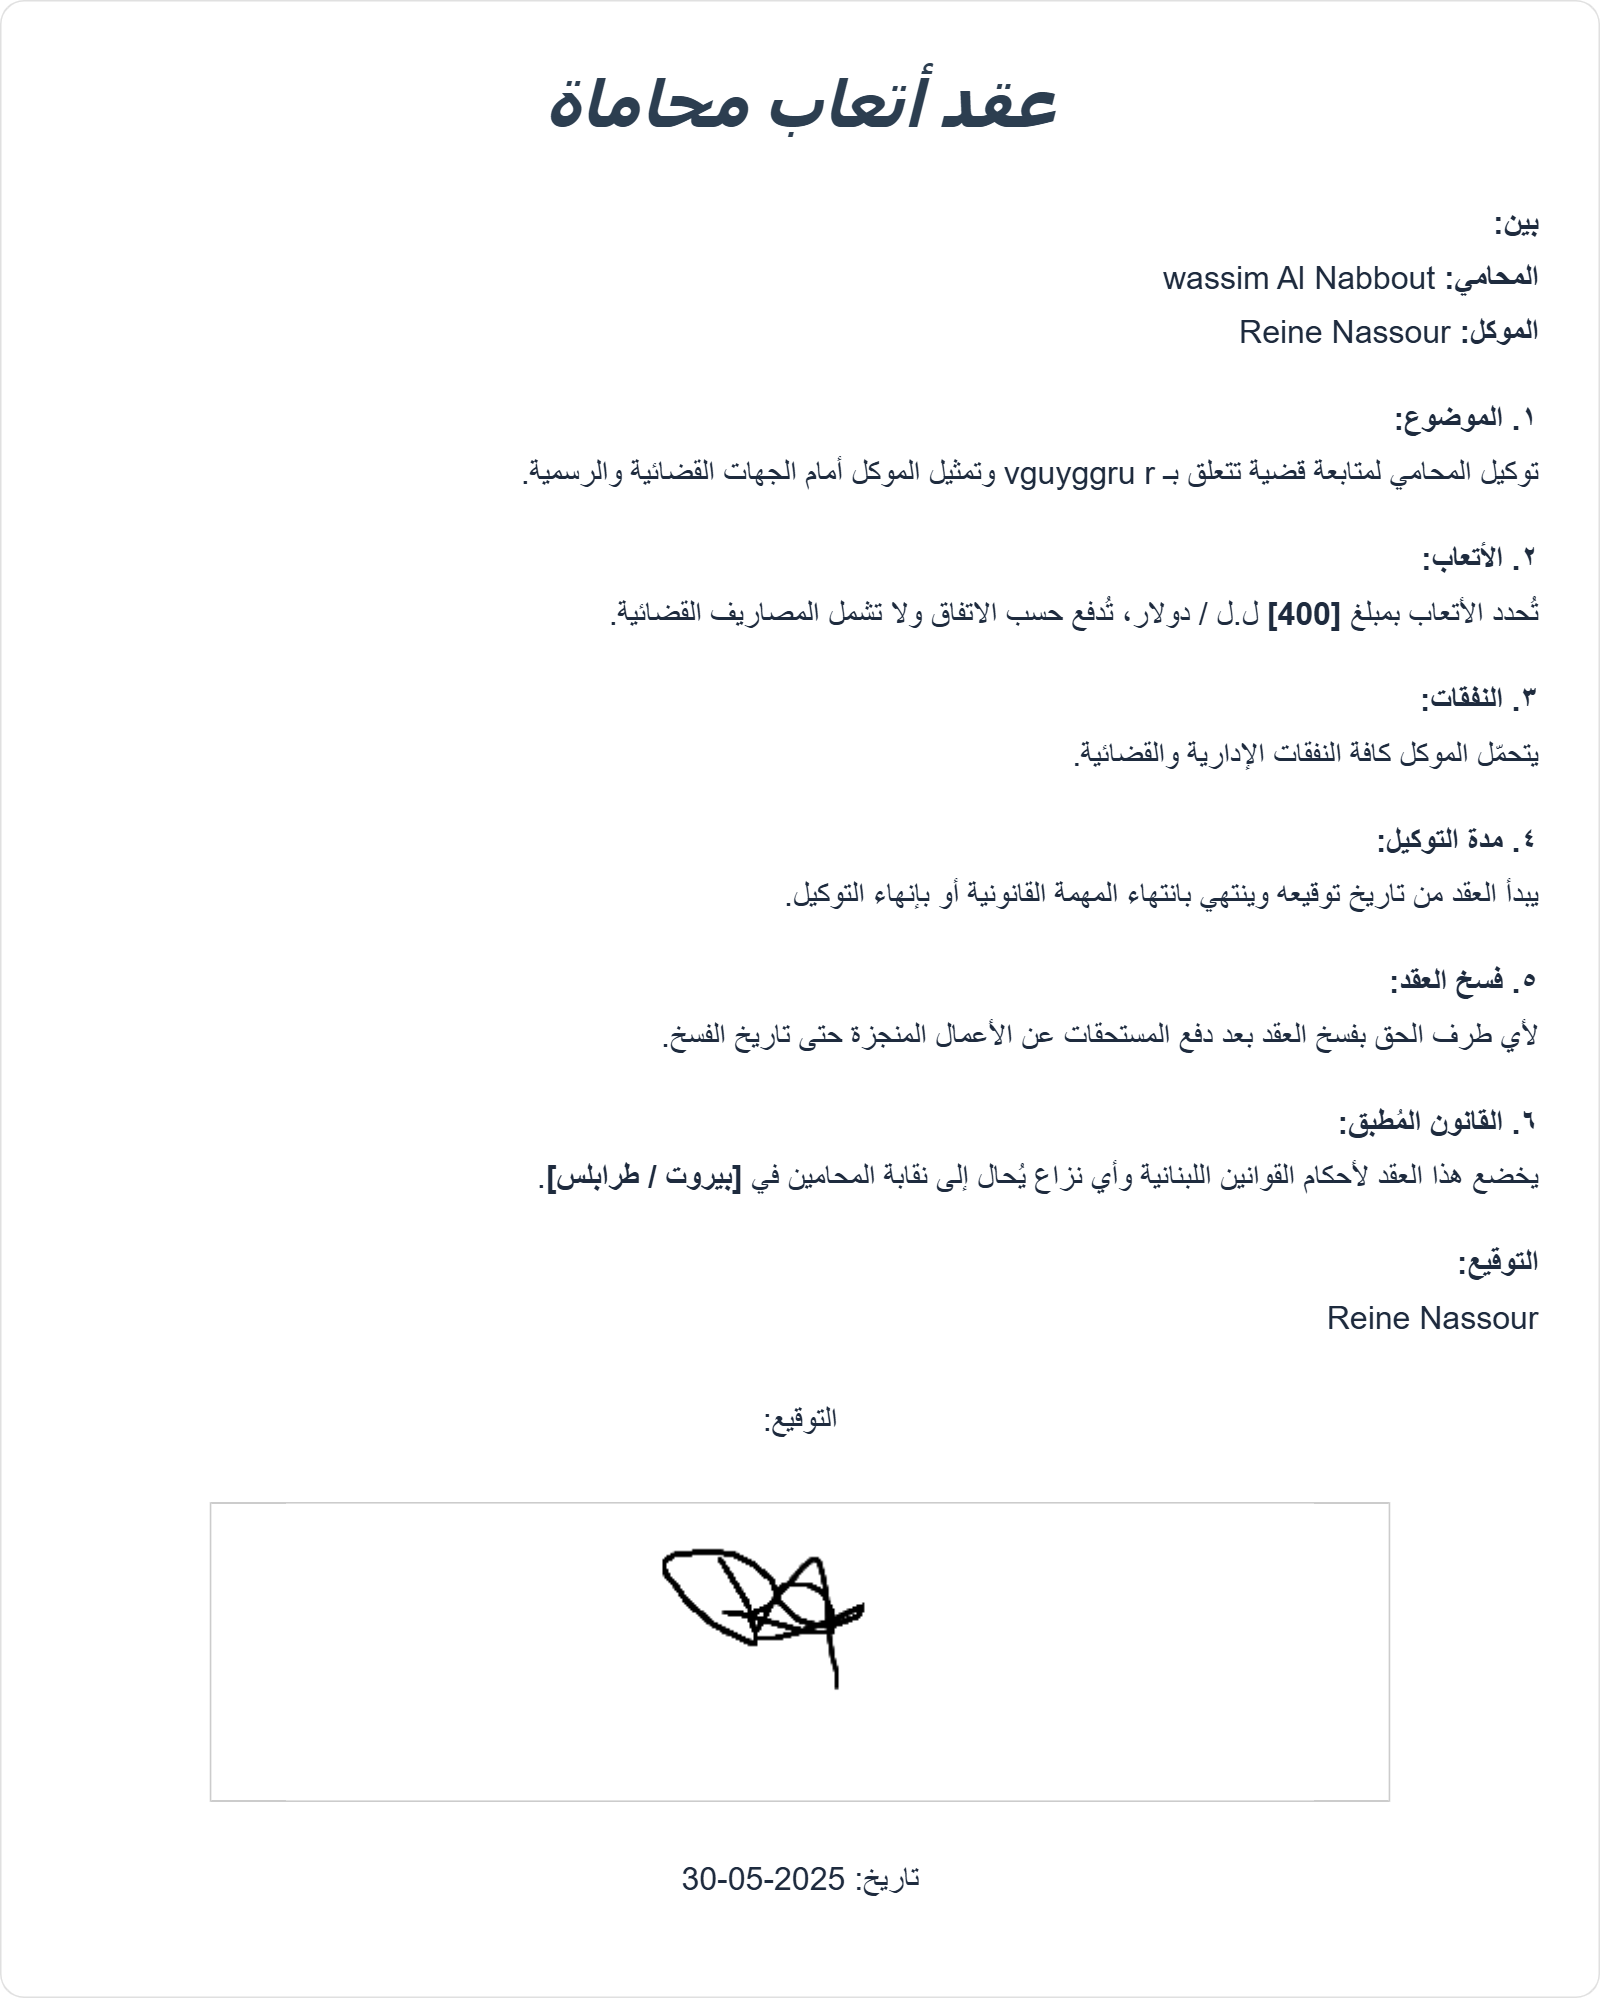 عقد أتعاب محاماة
بين:
المحامي: wassim Al Nabbout
الموكل: Reine Nassour
١. الموضوع:
توكيل المحامي لمتابعة قضية تتعلق بـ vguyggru r وتمثيل الموكل أمام الجهات القضائية والرسمية.
٢. الأتعاب:
تُحدد الأتعاب بمبلغ [400] ل.ل / دولار، تُدفع حسب الاتفاق ولا تشمل المصاريف القضائية.
٣. النفقات:
يتحمّل الموكل كافة النفقات الإدارية والقضائية.
٤. مدة التوكيل:
يبدأ العقد من تاريخ توقيعه وينتهي بانتهاء المهمة القانونية أو بإنهاء التوكيل.
٥. فسخ العقد:
لأي طرف الحق بفسخ العقد بعد دفع المستحقات عن الأعمال المنجزة حتى تاريخ الفسخ.
٦. القانون المُطبق:
يخضع هذا العقد لأحكام القوانين اللبنانية وأي نزاع يُحال إلى نقابة المحامين في [بيروت / طرابلس].
التوقيع:
Reine Nassour
التوقيع:
تاريخ: 30-05-2025